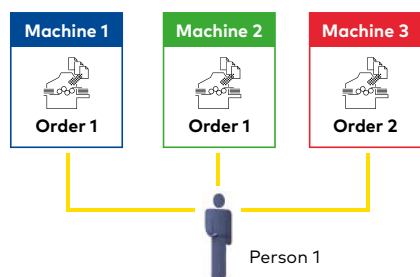 Machine 1
Machine 2
Machine 3
Order 1
Order 1
Order 2
Person 1